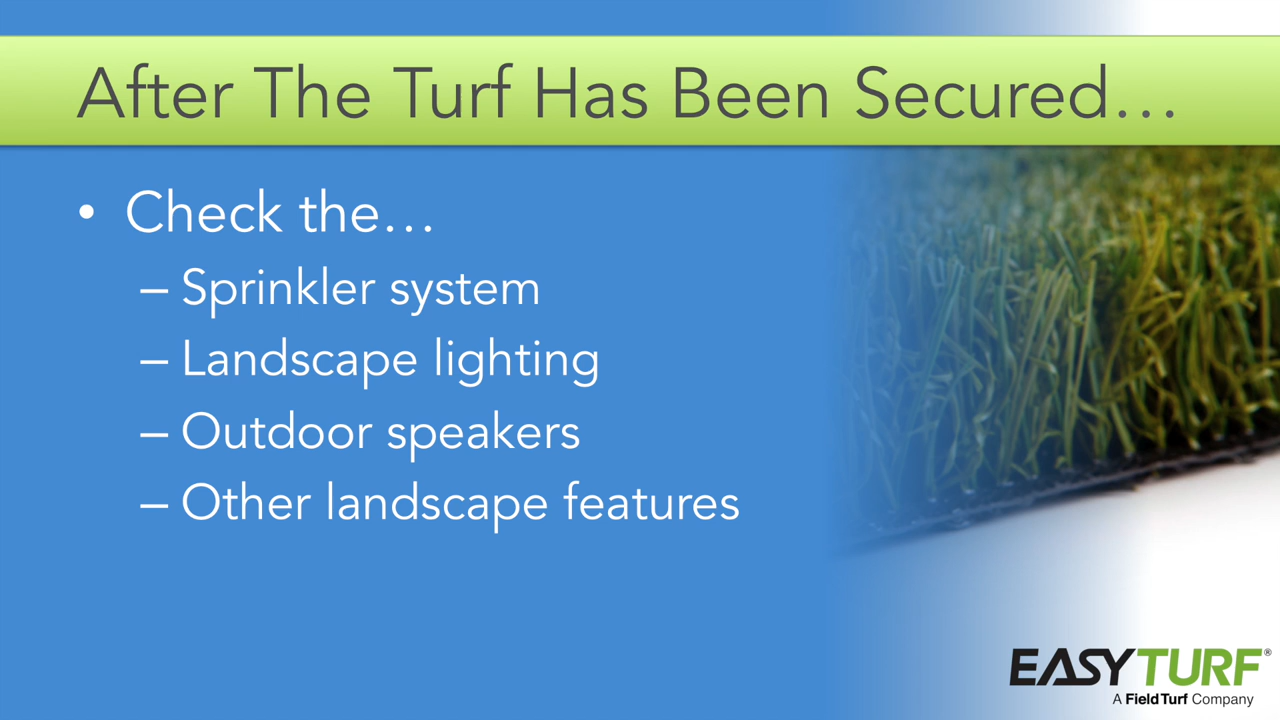 After The Turf Has Been Secured…
• Check the…
– Sprinkler system
– Landscape lighting
– Outdoor speakers
– Other landscape features
EASYTURF®
A FieldTurf Company